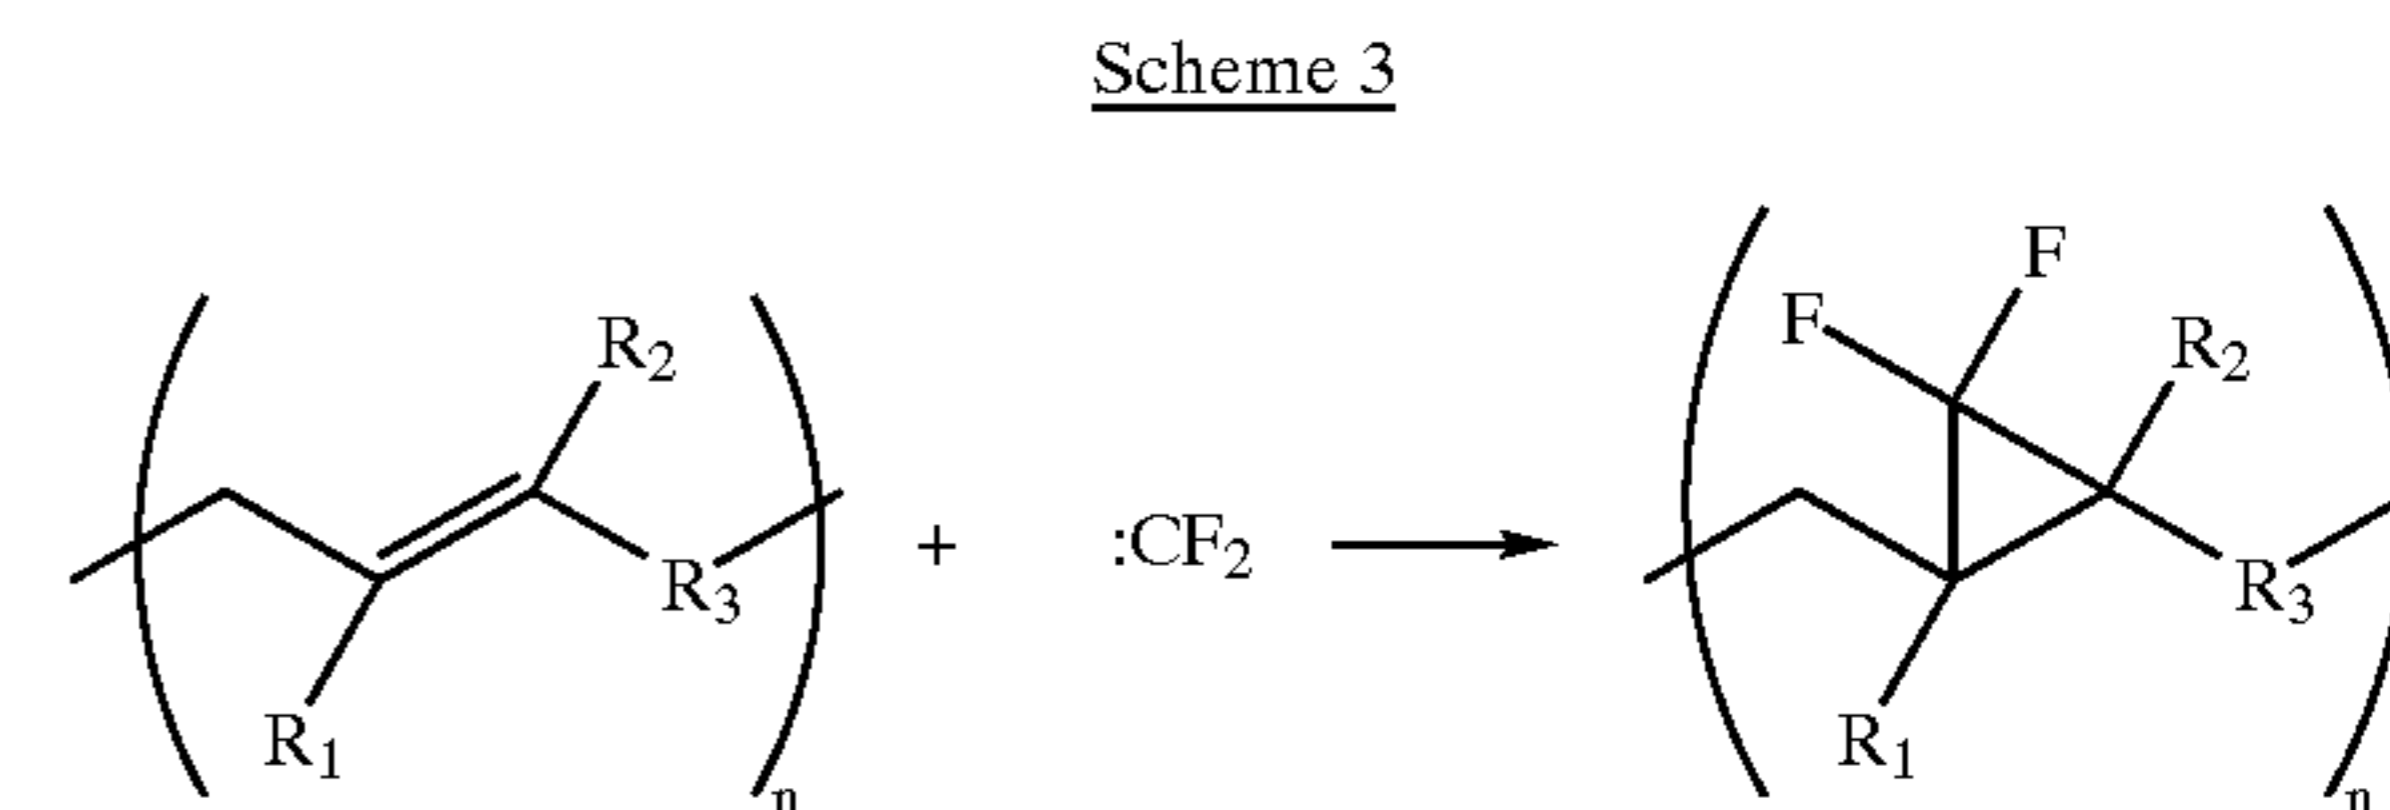 Scheme 3
F
F
R₂
R₂
+ :CF₂
R₃
R₃
R₁
R₁
n
n